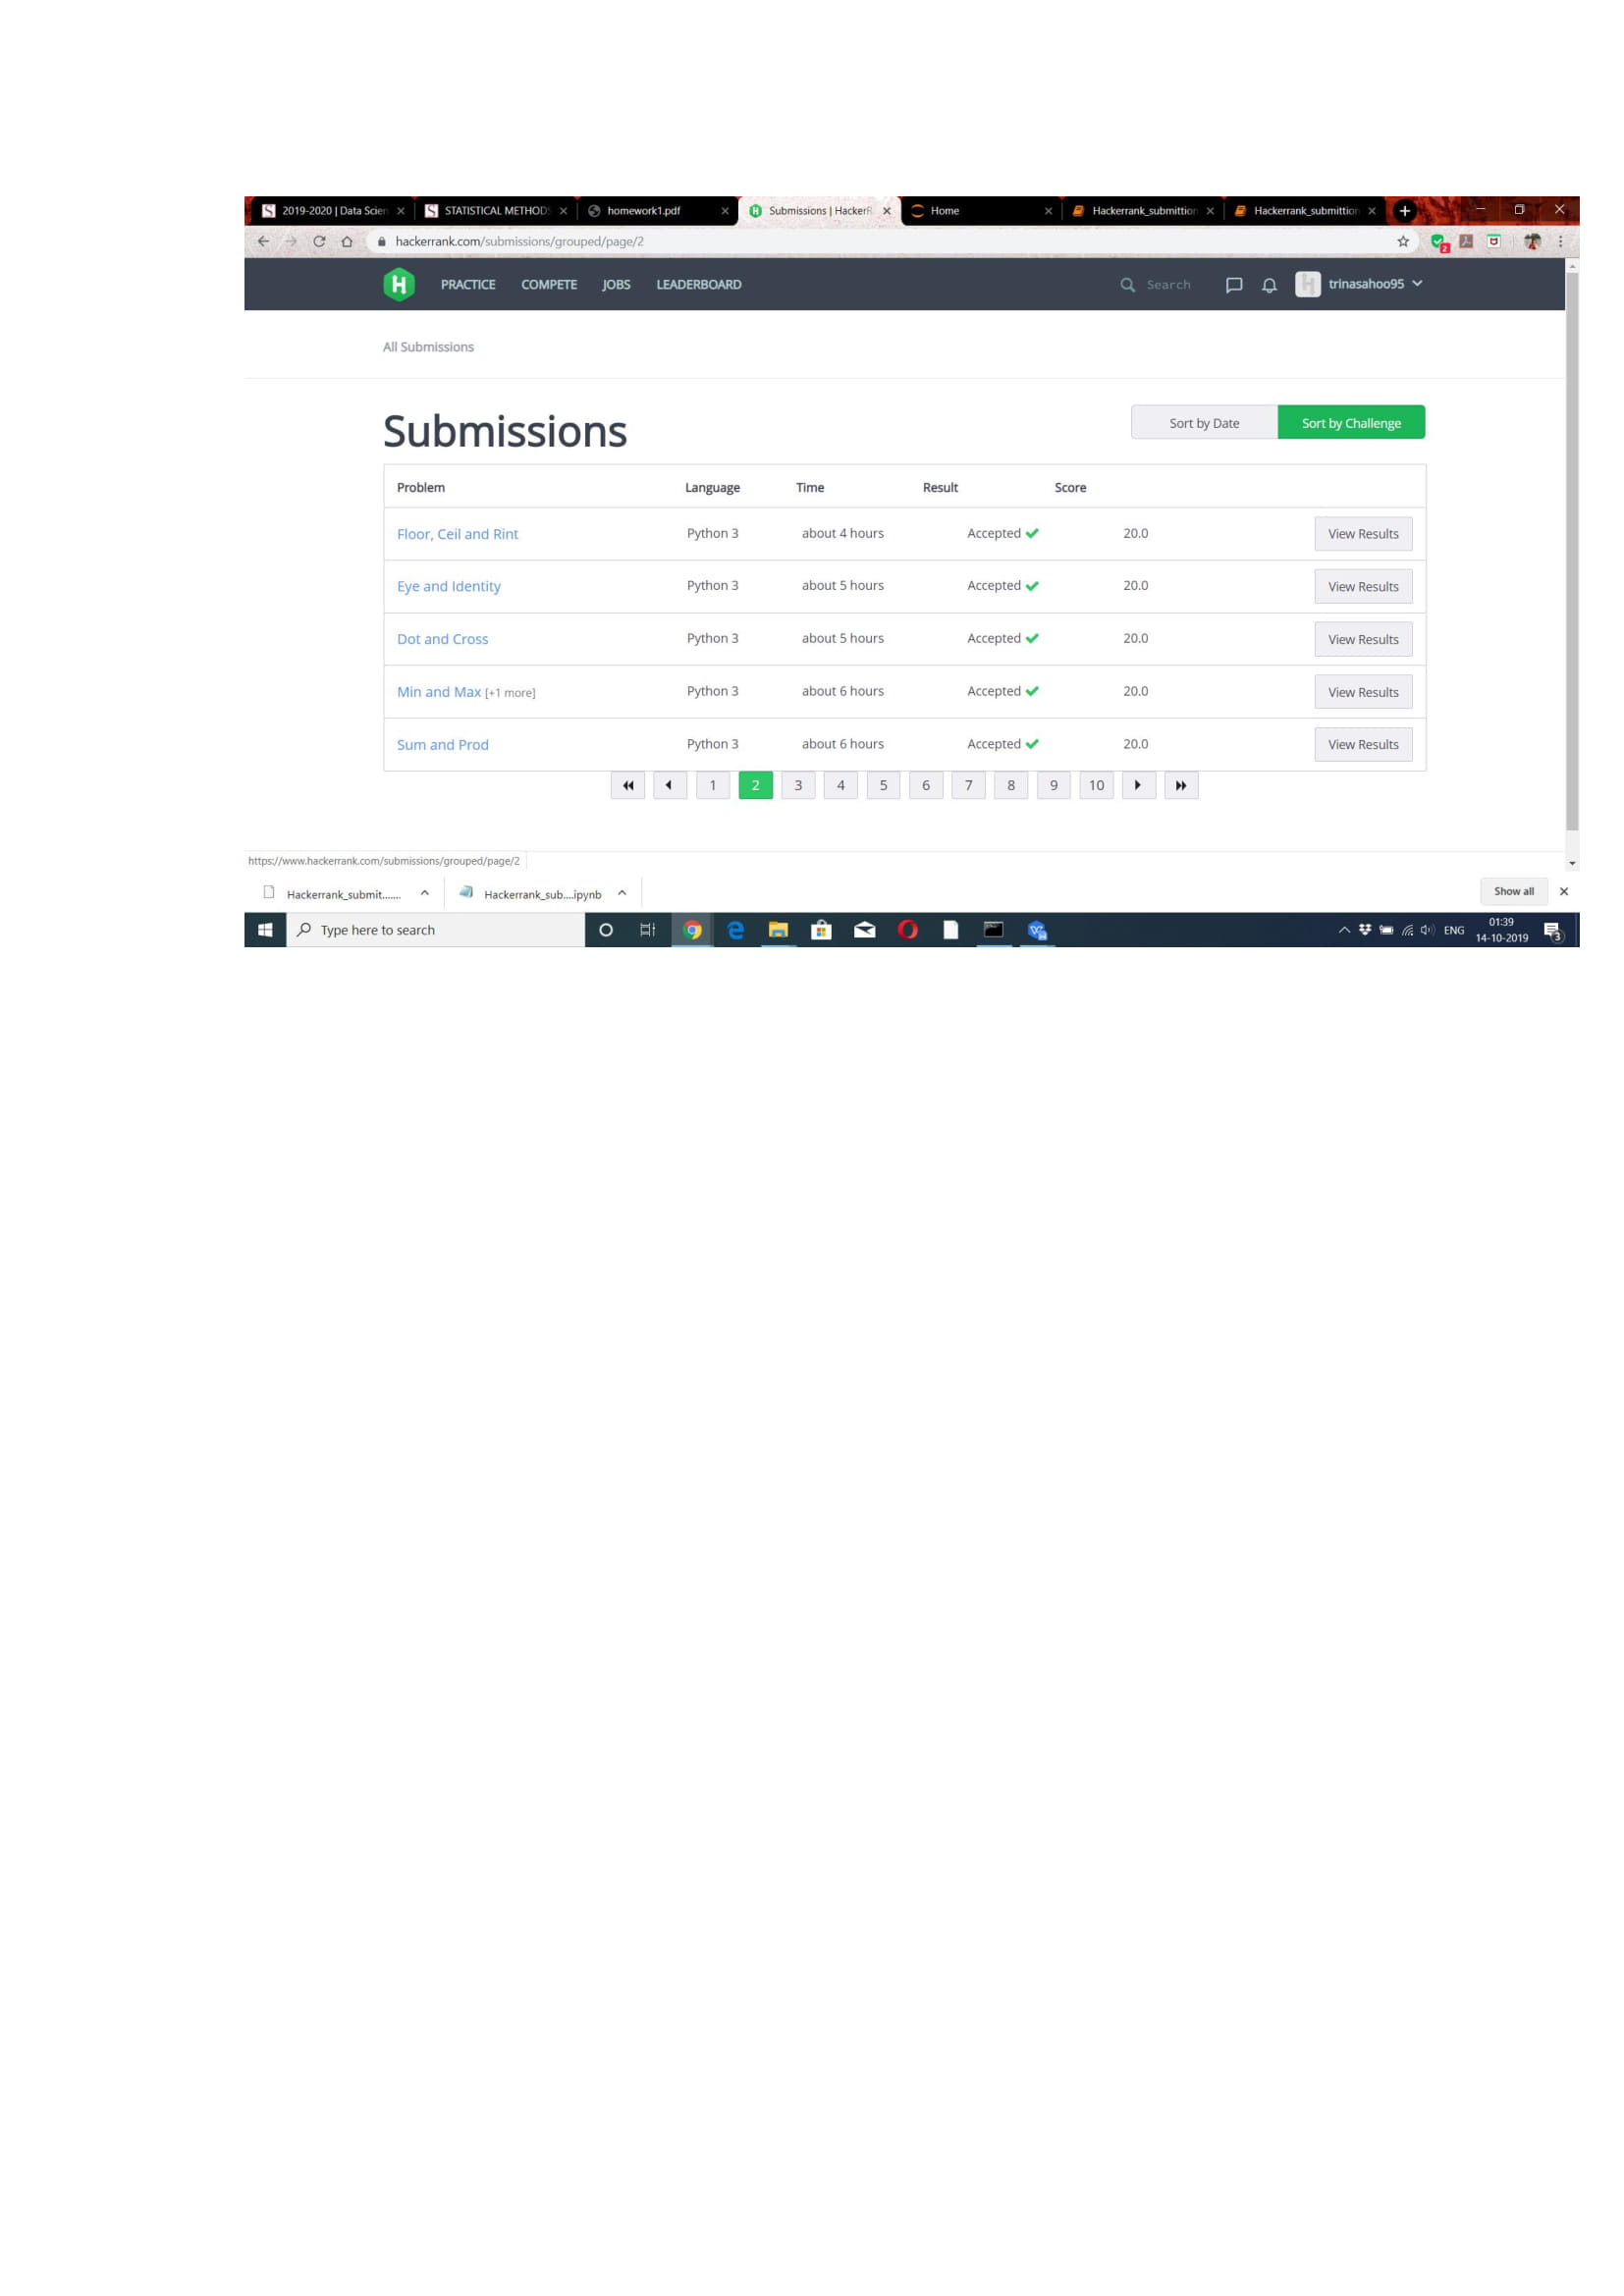 2019-2020 | Data Scien STATISTICAL METHODS homework1.pdf Submissions | HackerR Home Hackerrank_submittion Hackerrank_submittion
hackerrank.com/submissions/grouped/page/2 2
H PRACTICE COMPETE JOBS LEADERBOARD Search H trinasahoo95
All Submissions
Submissions Sort by Date Sort by Challenge
Problem Language Time Result Score
Floor, Ceil and Rint Python 3 about 4 hours Accepted 20.0 View Results
Eye and Identity Python 3 about 5 hours Accepted 20.0 View Results
Dot and Cross Python 3 about 5 hours Accepted 20.0 View Results
Min and Max [+1 more] Python 3 about 6 hours Accepted 20.0 View Results
Sum and Prod Python 3 about 6 hours Accepted 20.0 View Results
1 2 3 4 5 6 7 8 9 10
https://www.hackerrank.com/submissions/grouped/page/2
Hackerrank_submit....... Hackerrank_sub....ipynb Show all
Type here to search ENG 01:39
14-10-2019 3